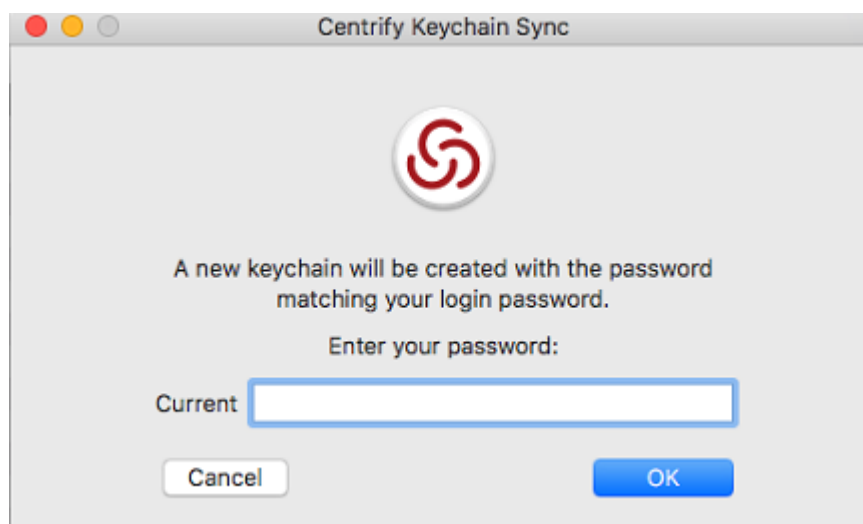 Centrify Keychain Sync
A new keychain will be created with the password
matching your login password.
Enter your password:
Current
Cancel
OK